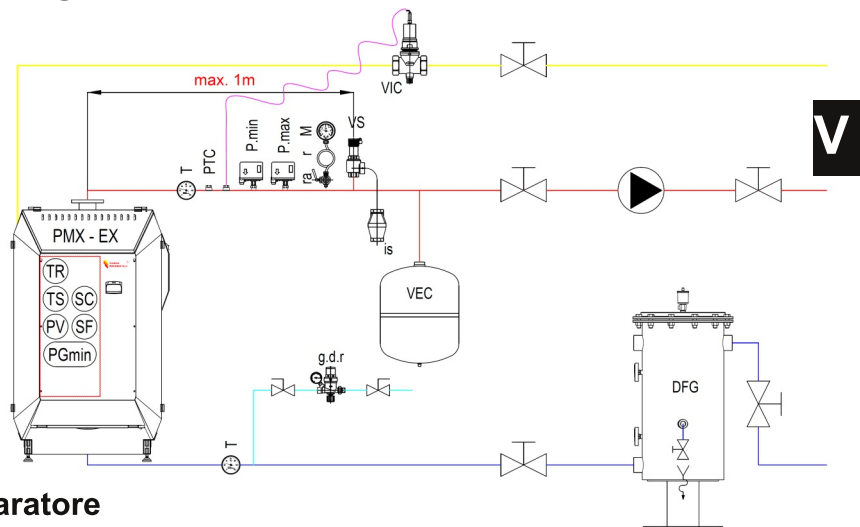 max. 1m
VIC
V
T
PTC
P.min
P.max
ra
r
M
VS
is
PMX - EX
TR
TS
SC
PV
SF
PGmin
VEC
g.d.r
DFG
T
aratore